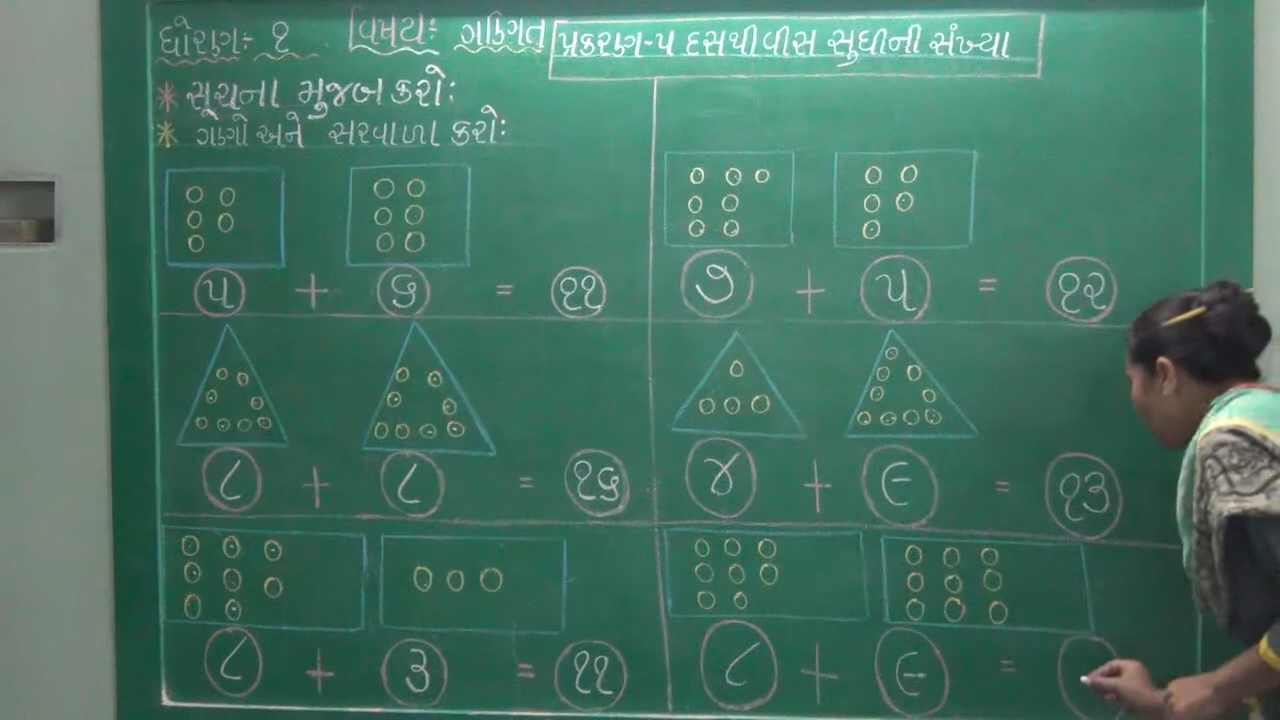 ધોરણઃ ૧ વિષયઃ ગણિત પ્રકરણ-૫ દસથીવીસ સુધીની સંખ્યા
* સૂચના મુજબ કરોઃ
* ગણો અને સરવાળા કરોઃ
૫ + ૬ = ૧૧
૭ + ૫ = ૧૨
૮ + ૮ = ૧૬
૪ + ૯ = ૧૩
૮ + ૩ = ૧૧
૮ + ૯ =